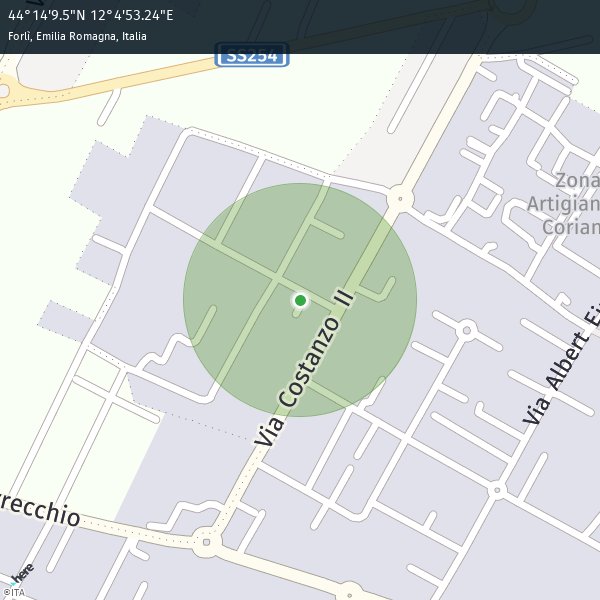 44°14'9.5"N 12°4'53.24"E
Forlì, Emilia Romagna, Italia
SS254
Zona
Artigian
Corian
Via Costanzo II
Via Albert Ei
recchio
here
©ITA